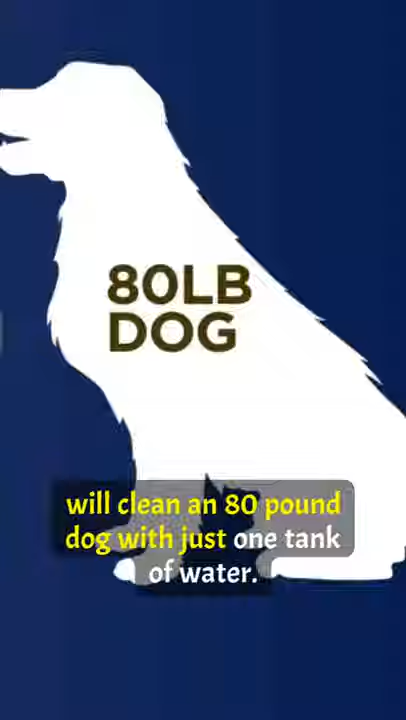 80LB
DOG
will clean an 80 pound
dog with just one tank
of water.